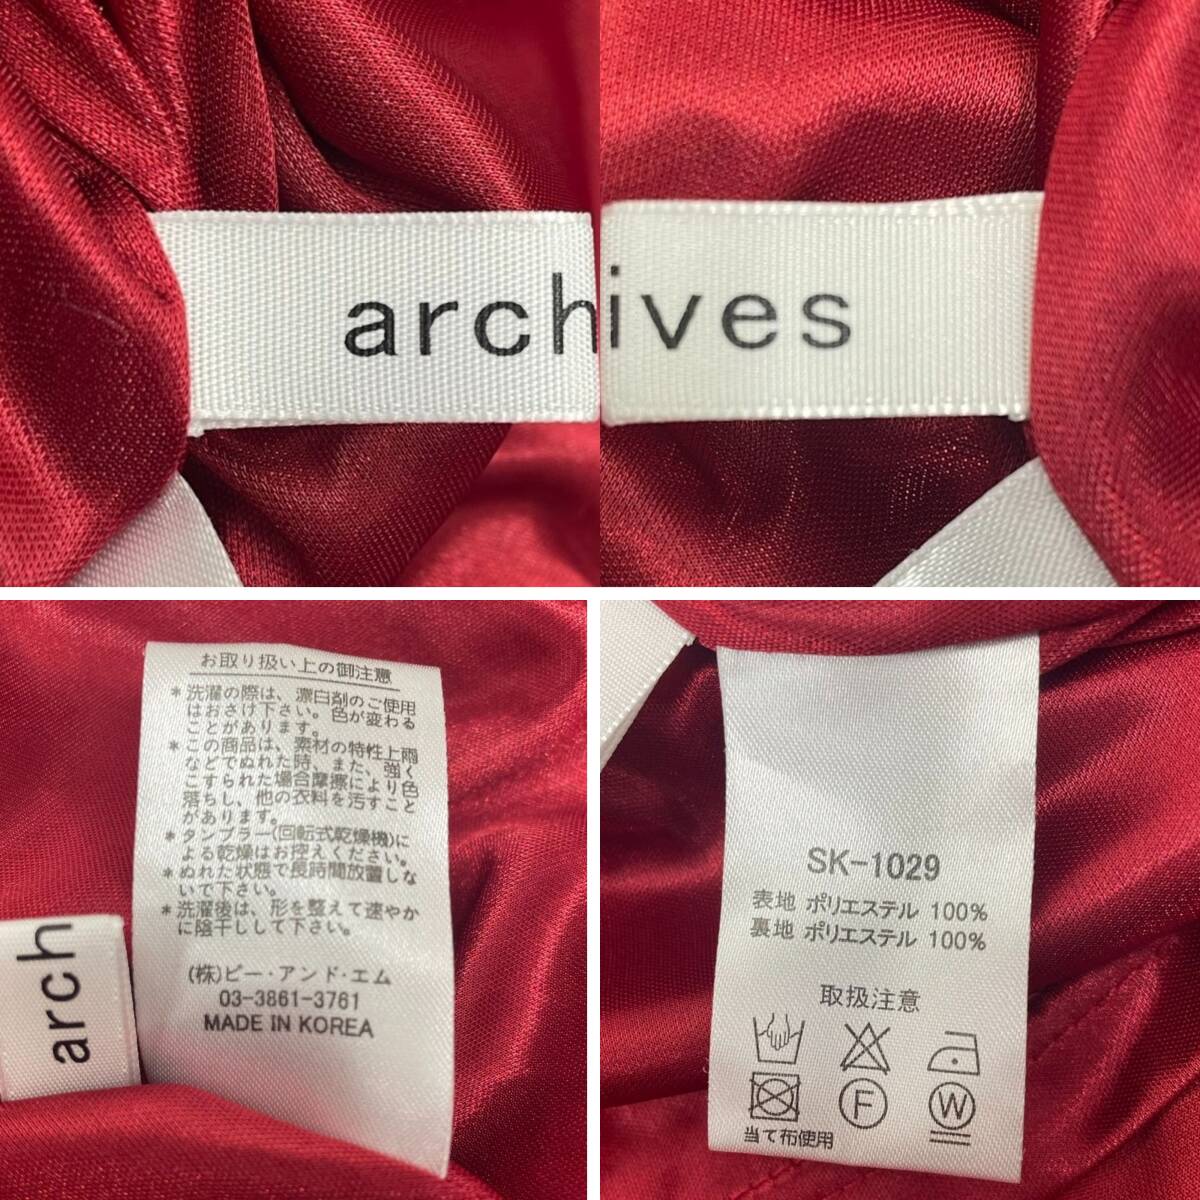 archives
お取り扱い上の御注意
*洗濯の際は、漂白剤のご使用
はおさけ下さい。色が変わる
ことがあります。
*この商品は、素材の特性上雨
などでぬれた時、また、強く
こすられた場合摩擦により色
落ちし、他の衣料を汚すこと
があります。
*タンブラー(回転式乾燥機)に
よる乾燥はお控えください。
*ぬれた状態で長時間放置しな
いで下さい。
*洗濯後は、形を整えて速やか
に陰干しして下さい。
(株)ビー・アンド・エム
03-3861-3761
MADE IN KOREA
arch
SK-1029
表地 ポリエステル 100%
裏地 ポリエステル 100%
取扱注意
F
W
当て布使用